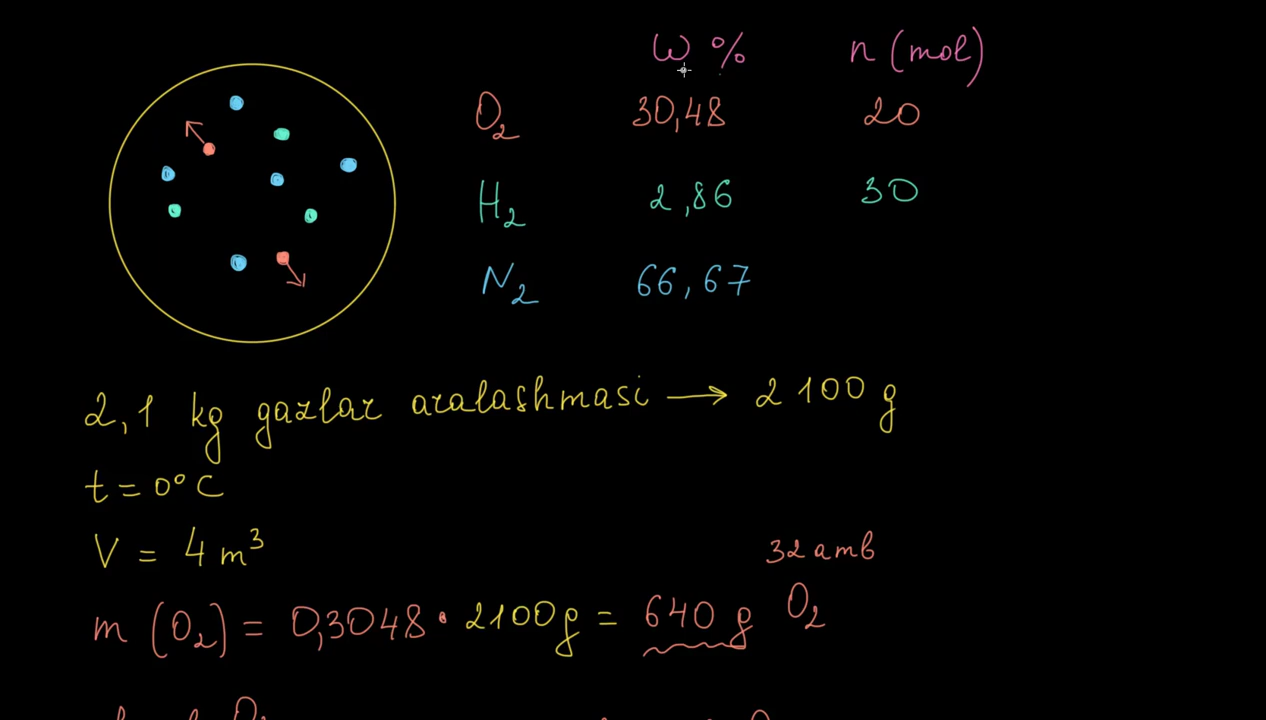 ω % n (mol)
O₂ 30,48 20
H₂ 2,86 30
N₂ 66,67
2,1 kg gazlar aralashmasi → 2 100 g
t = 0°C
V = 4 m³
32 amb
m (O₂) = 0,3048 · 2100g = 640 g O₂